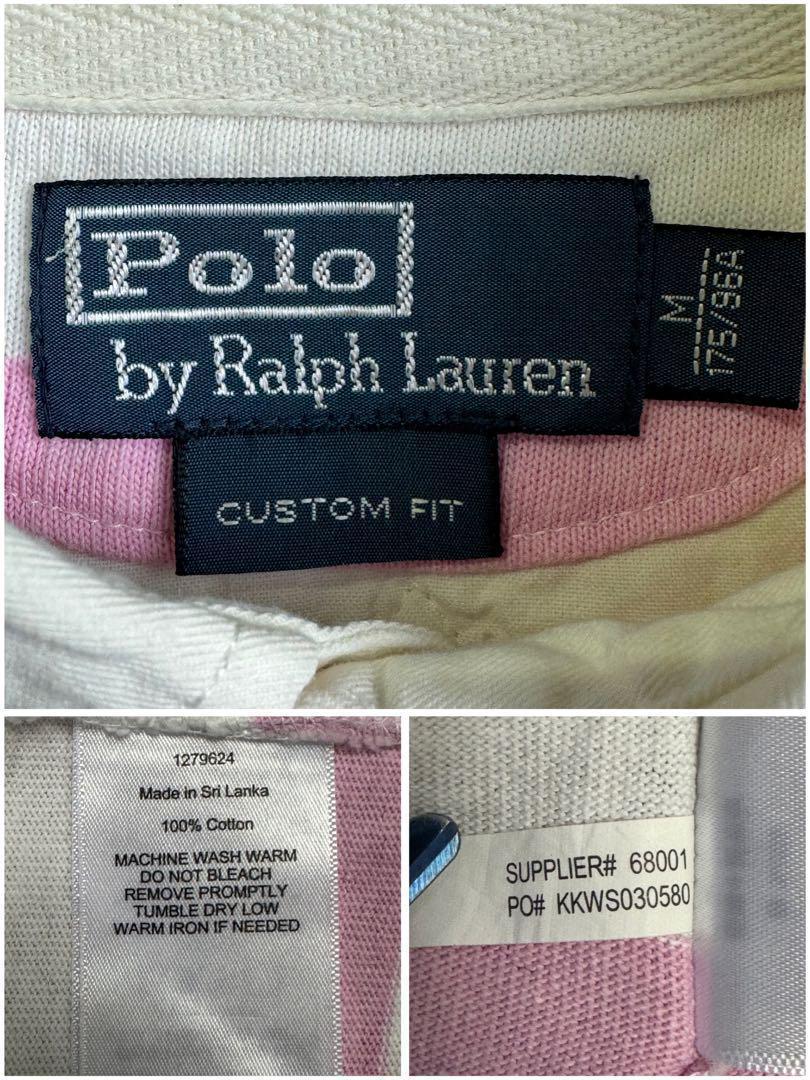 Polo
by Ralph Lauren
M
175/96A
CUSTOM FIT
1279624
Made in Sri Lanka
100% Cotton
MACHINE WASH WARM
DO NOT BLEACH
REMOVE PROMPTLY
TUMBLE DRY LOW
WARM IRON IF NEEDED
SUPPLIER# 68001
PO# KKWS030580